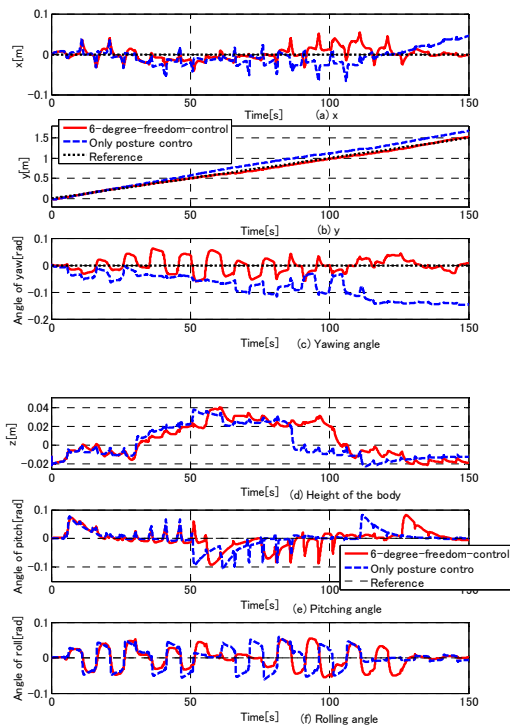 0.1
x[m]
0
-0.1
0
50
100
150
Time[s]
(a) x
6-degree-freedom-control
Only posture contro
Reference
1.5
y[m]
1
0.5
0
0
50
100
150
Time[s]
(b) y
0.1
Angle of yaw[rad]
0
-0.1
-0.2
0
50
100
150
Time[s]
(c) Yawing angle
0.04
z[m]
0.02
0
-0.02
0
50
100
150
Time[s]
(d) Height of the body
0.1
Angle of pitch[rad]
0
-0.1
6-degree-freedom-control
Only posture contro
Reference
0
50
100
150
Time[s]
(e) Pitching angle
0.1
Angle of roll[rad]
0
-0.1
0
50
100
150
Time[s]
(f) Rolling angle